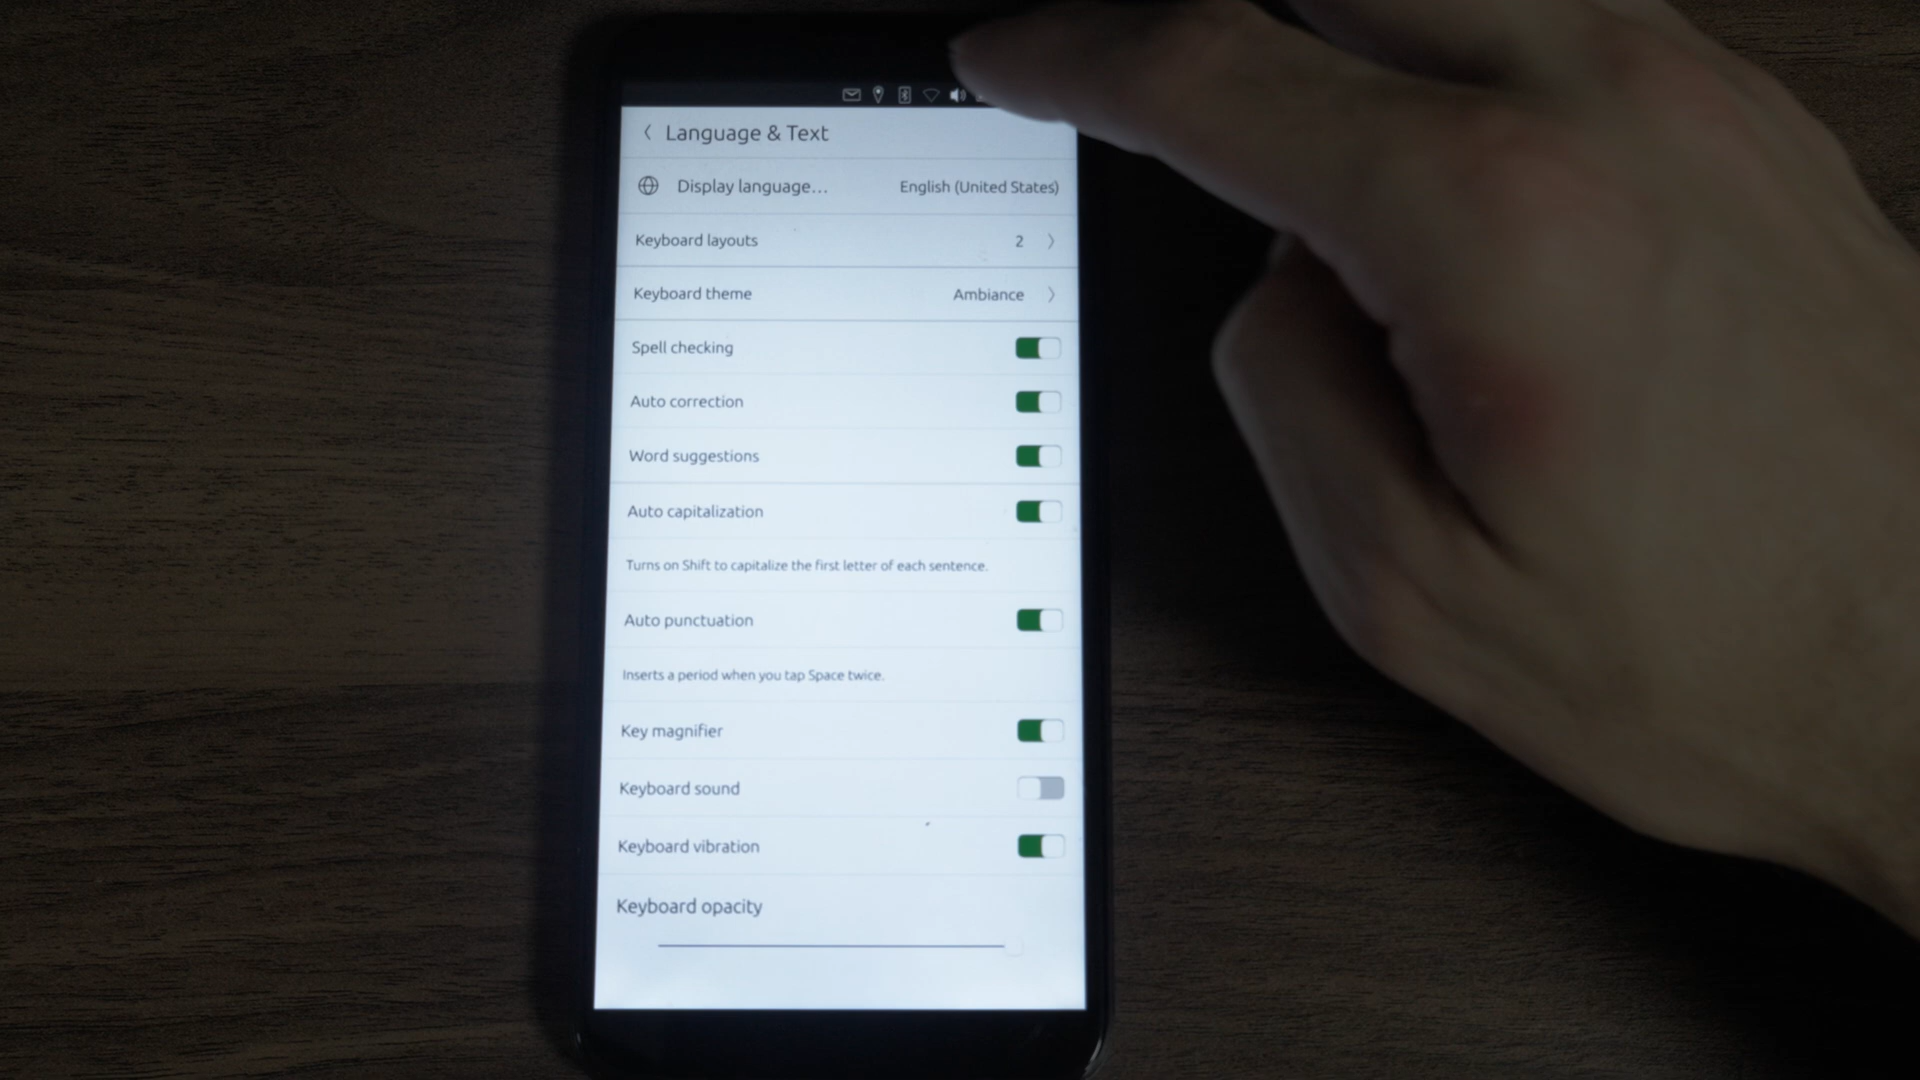 Language & Text
Display language... English (United States)
Keyboard layouts 2
Keyboard theme Ambiance
Spell checking
Auto correction
Word suggestions
Auto capitalization
Turns on Shift to capitalize the first letter of each sentence.
Auto punctuation
Inserts a period when you tap Space twice.
Key magnifier
Keyboard sound
Keyboard vibration
Keyboard opacity